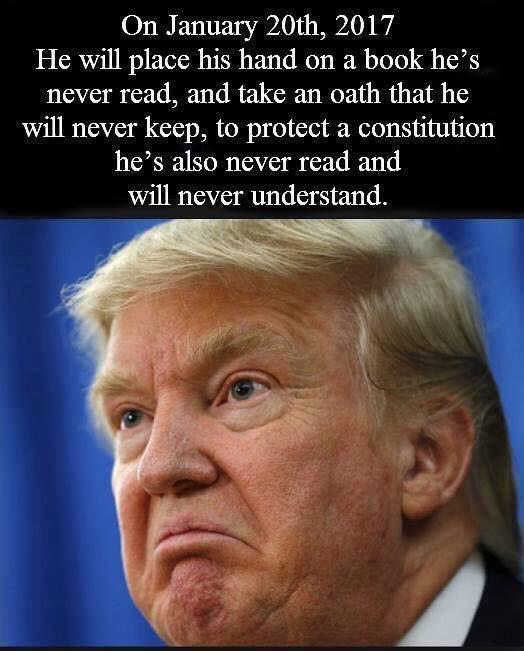 On January 20th, 2017
He will place his hand on a book he's
never read, and take an oath that he
will never keep, to protect a constitution
he's also never read and
will never understand.